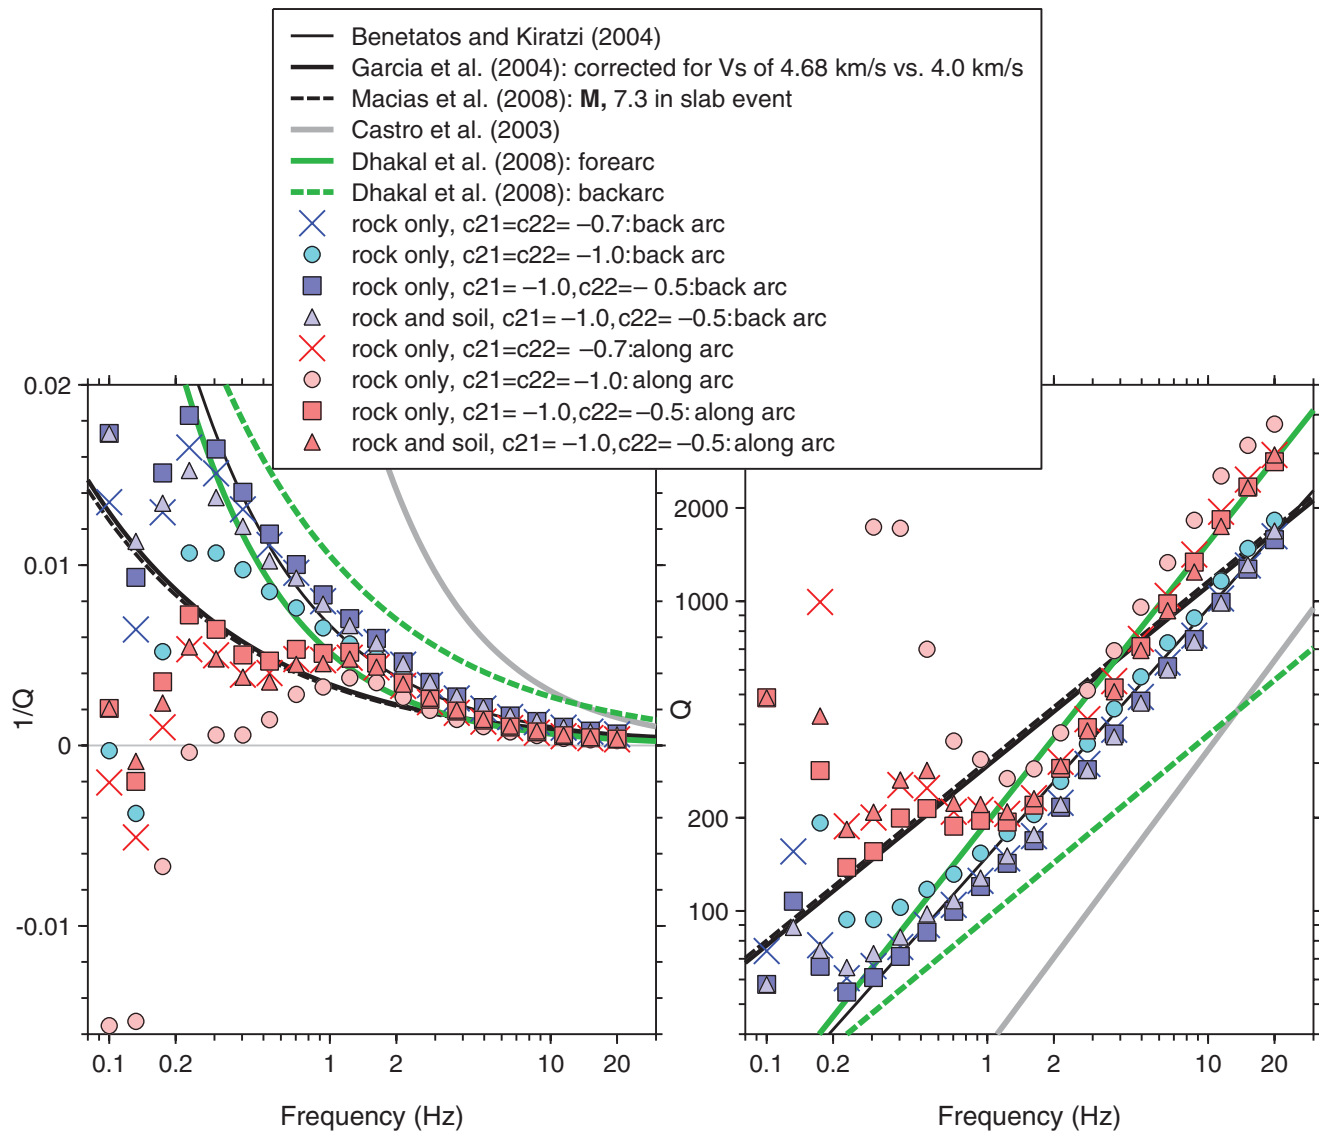 Benetatos and Kiratzi (2004)
Garcia et al. (2004): corrected for Vs of 4.68 km/s vs. 4.0 km/s
Macias et al. (2008): M, 7.3 in slab event
Castro et al. (2003)
Dhakal et al. (2008): forearc
Dhakal et al. (2008): backarc
rock only, c21=c22= −0.7:back arc
rock only, c21=c22= −1.0:back arc
rock only, c21= −1.0,c22=− 0.5:back arc
rock and soil, c21= −1.0,c22= −0.5:back arc
rock only, c21=c22= −0.7:along arc
rock only, c21=c22= −1.0: along arc
rock only, c21= −1.0,c22= −0.5: along arc
rock and soil, c21= −1.0,c22= −0.5: along arc
0.02
0.01
0
-0.01
1/Q
0.1 0.2 1 2 10 20
Frequency (Hz)
2000
1000
200
100
Q
0.1 0.2 1 2 10 20
Frequency (Hz)